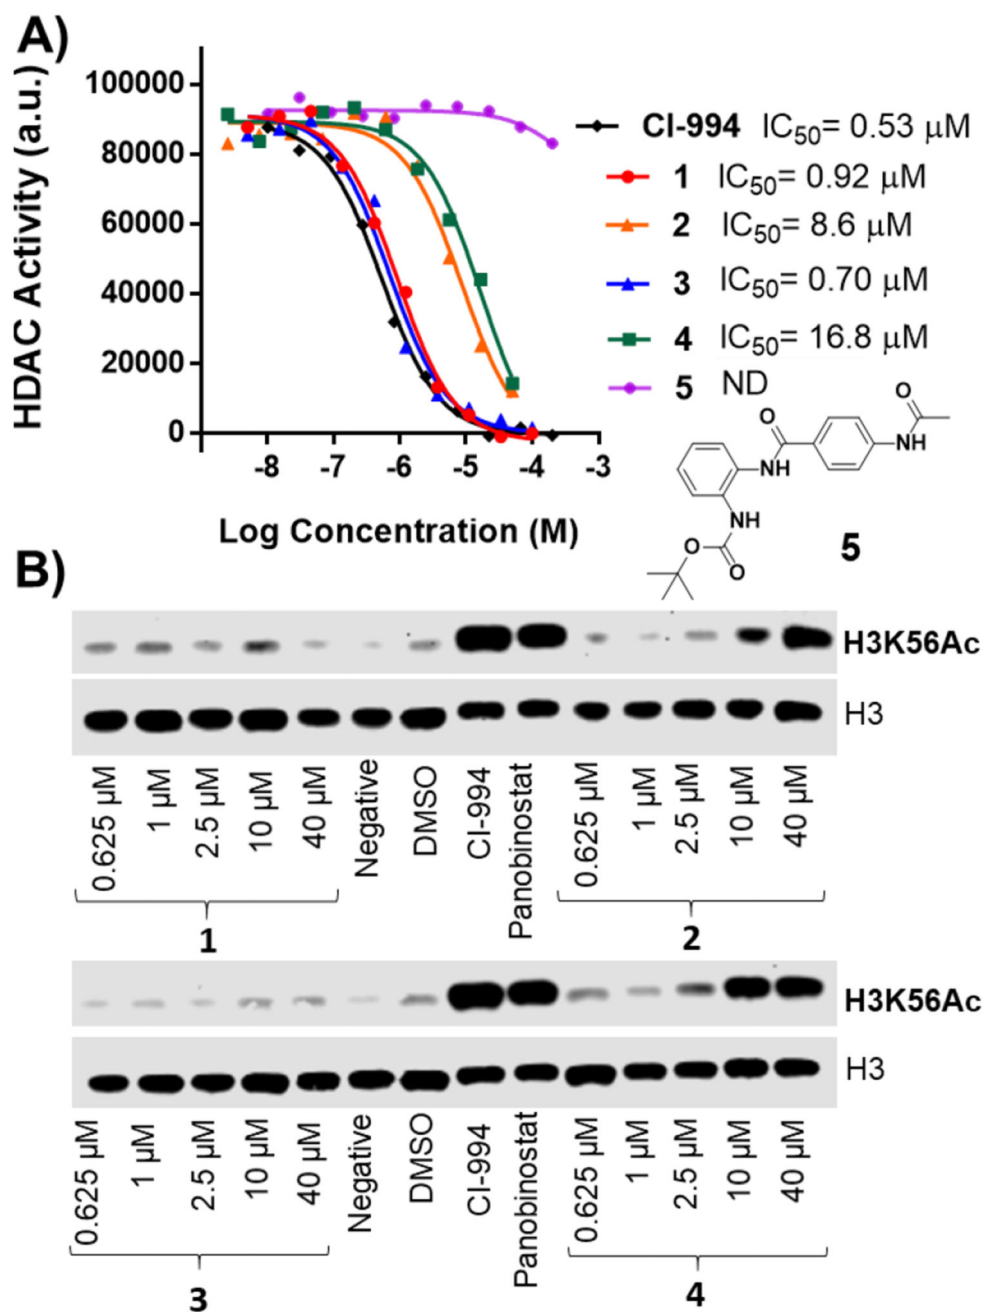 A)
HDAC Activity (a.u.)
100000
80000
60000
40000
20000
0
-8 -7 -6 -5 -4 -3
Log Concentration (M)
CI-994 IC50= 0.53 μM
1 IC50= 0.92 μM
2 IC50= 8.6 μM
3 IC50= 0.70 μM
4 IC50= 16.8 μM
5 ND
O
O
NH
NH
NH
O
O
5
B)
H3K56Ac
H3
0.625 μM
1 μM
2.5 μM
10 μM
40 μM
Negative
DMSO
CI-994
Panobinostat
0.625 μM
1 μM
2.5 μM
10 μM
40 μM
1
2
H3K56Ac
H3
0.625 μM
1 μM
2.5 μM
10 μM
40 μM
Negative
DMSO
CI-994
Panobinostat
0.625 μM
1 μM
2.5 μM
10 μM
40 μM
3
4